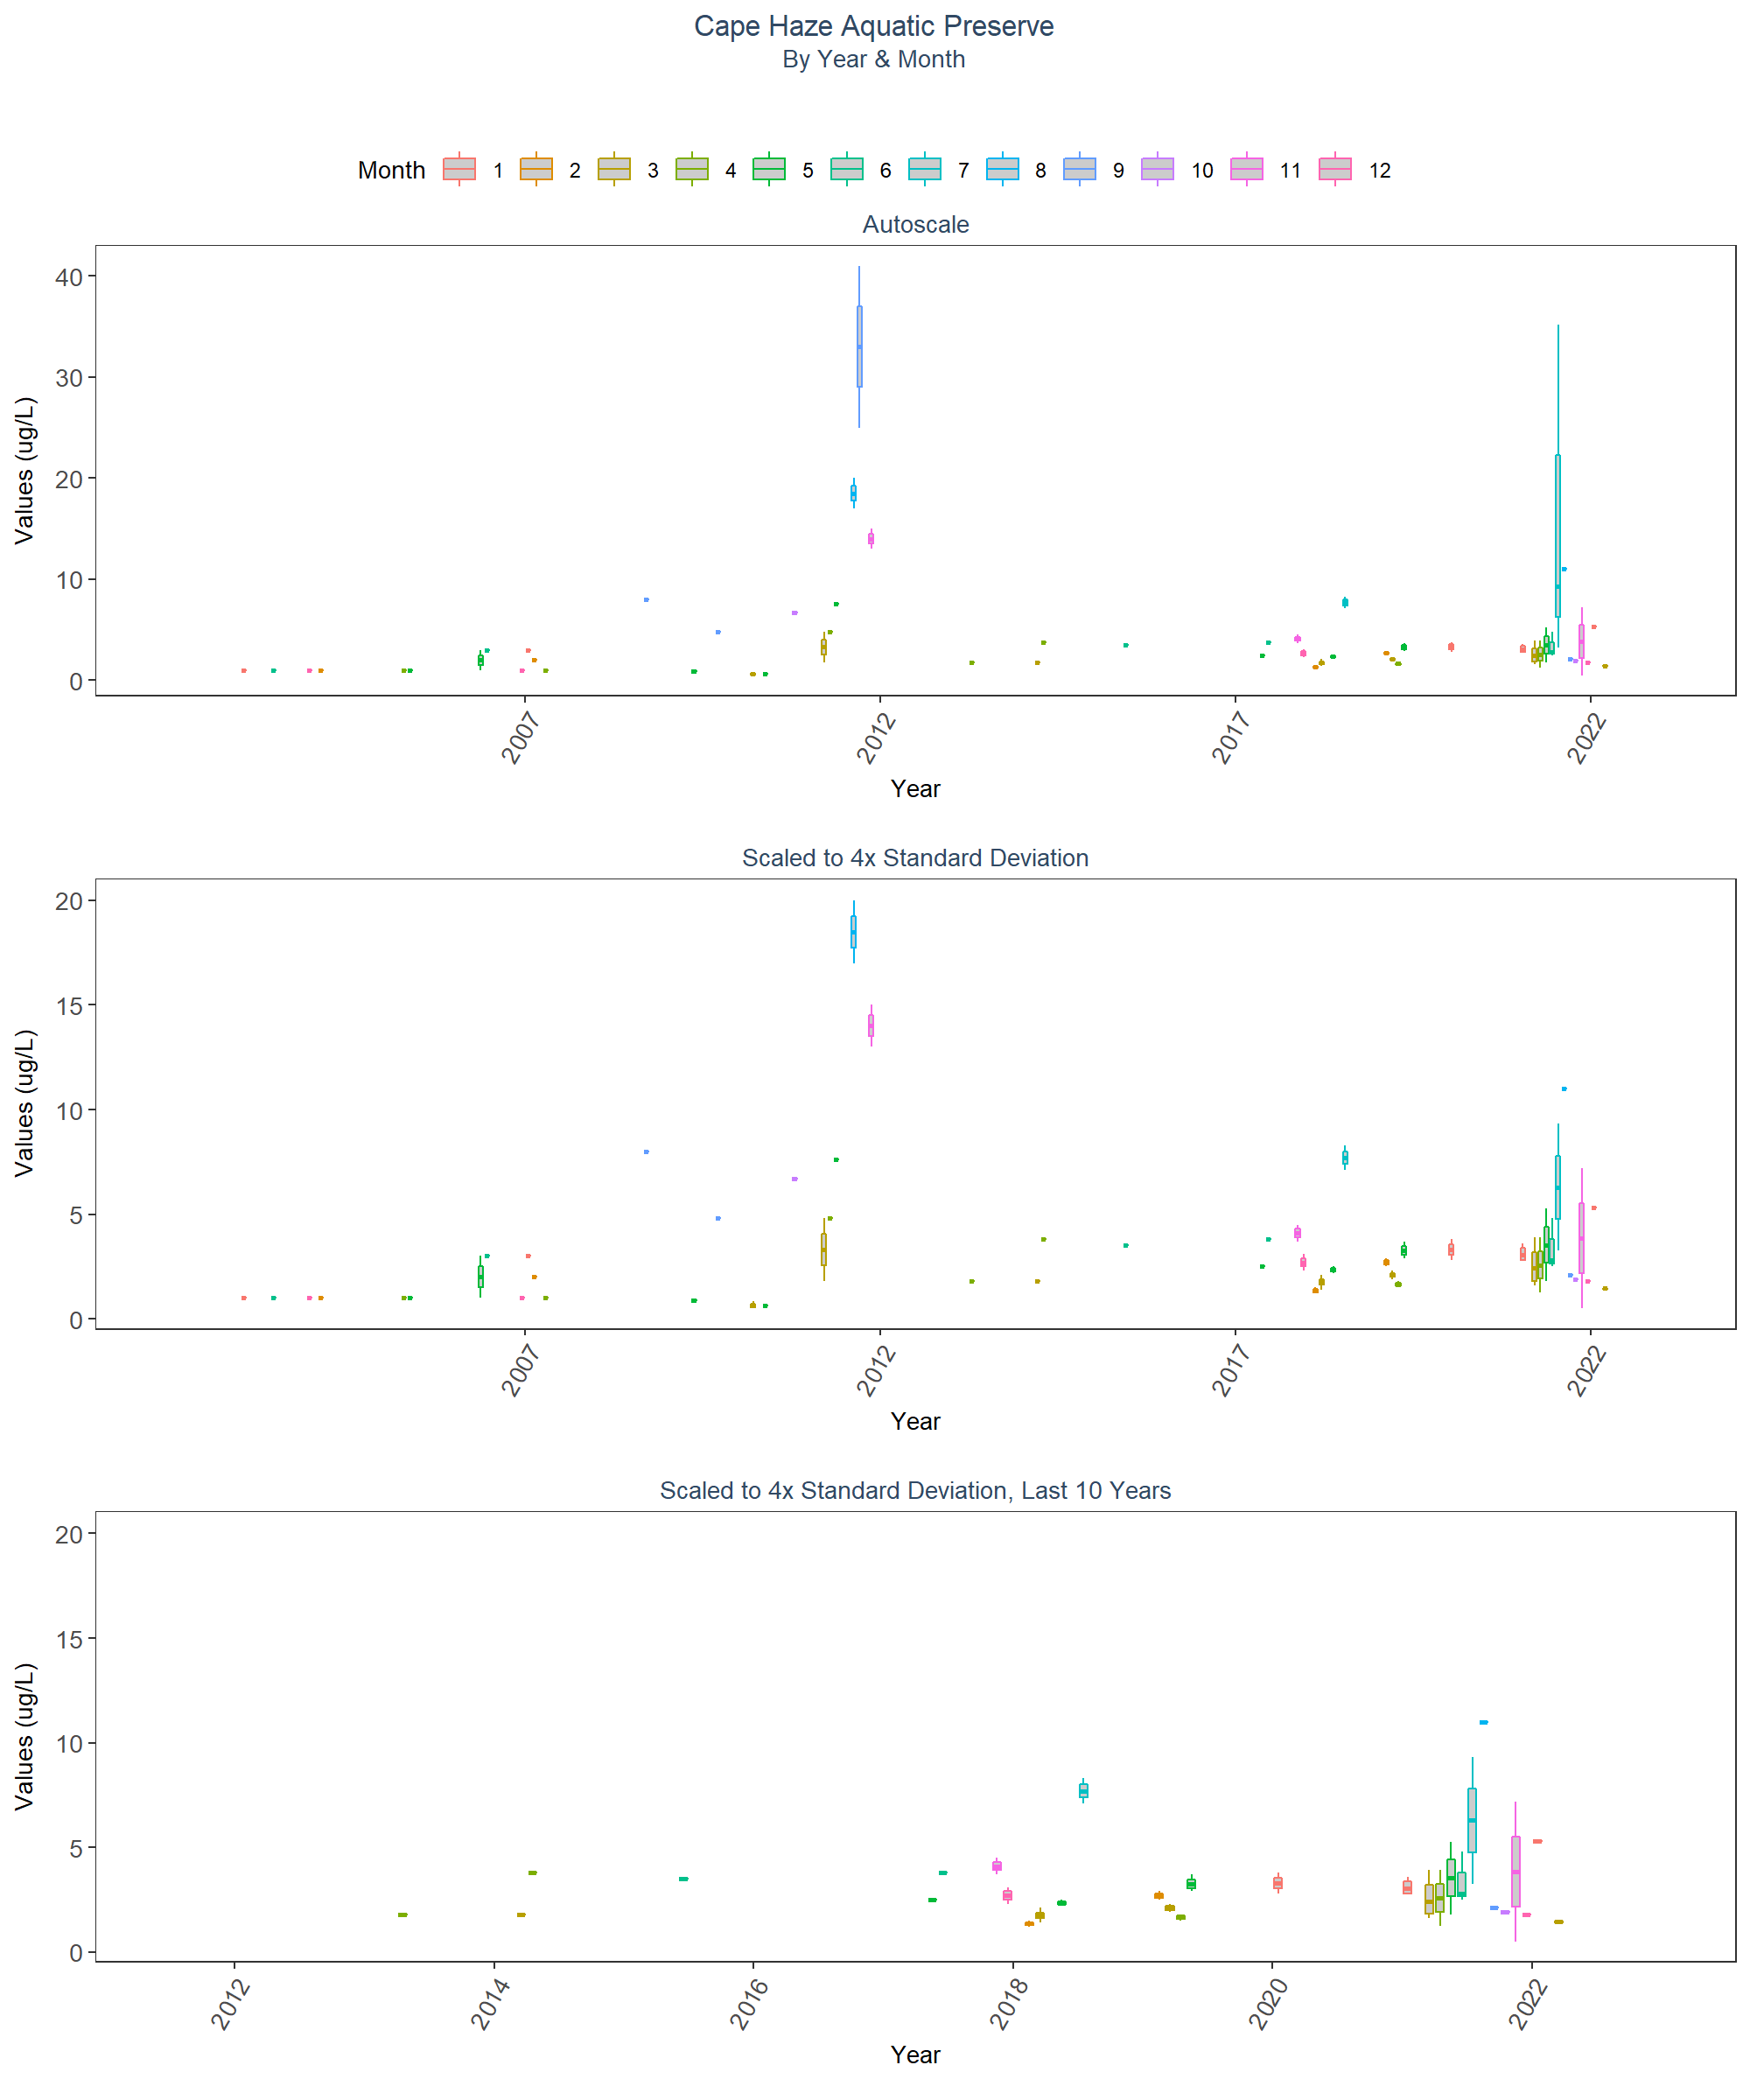 Cape Haze Aquatic Preserve
By Year & Month
Month 1 2 3 4 5 6 7 8 9 10 11 12
Autoscale
Values (ug/L)
40
30
20
10
0
2007 2012 2017 2022
Year
Scaled to 4x Standard Deviation
Values (ug/L)
20
15
10
5
0
2007 2012 2017 2022
Year
Scaled to 4x Standard Deviation, Last 10 Years
Values (ug/L)
20
15
10
5
0
2012 2014 2016 2018 2020 2022
Year